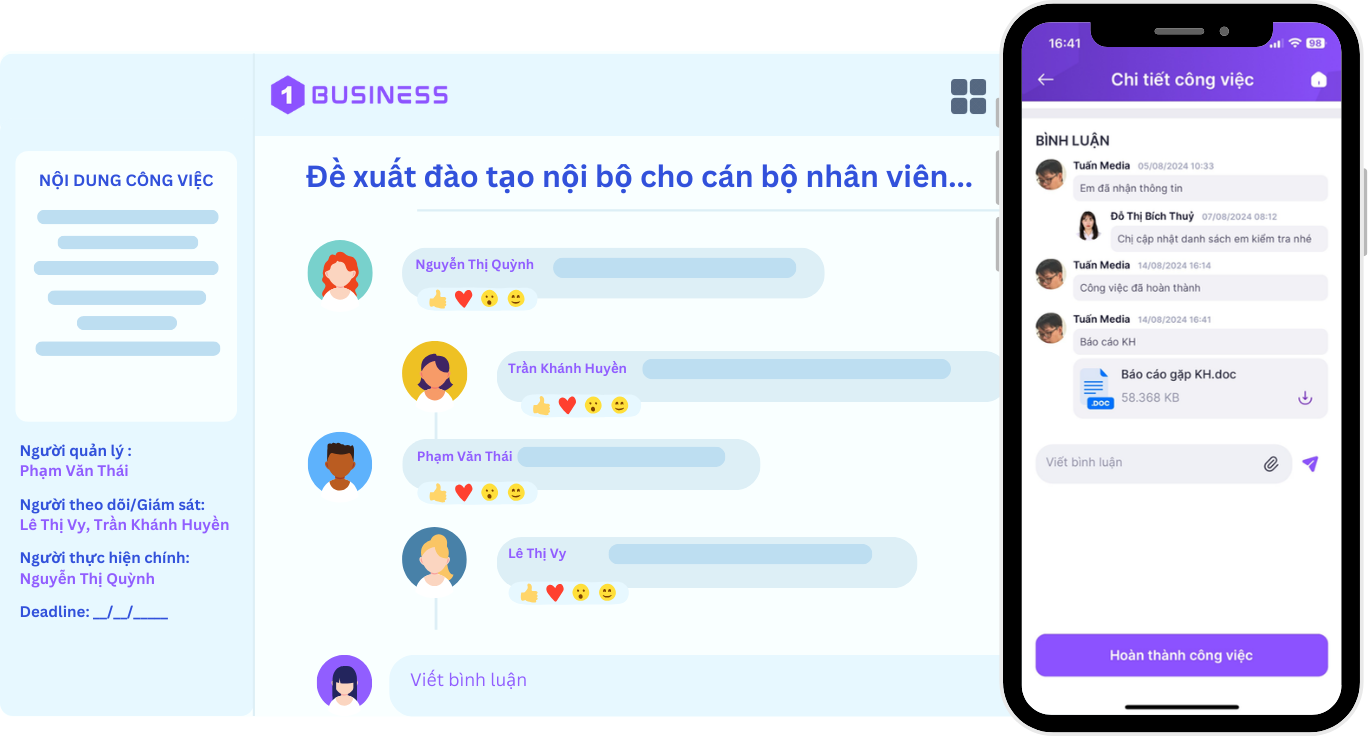 NỘI DUNG CÔNG VIỆC
Người quản lý :
Phạm Văn Thái
Người theo dõi/Giám sát:
Lê Thị Vy, Trần Khánh Huyền
Người thực hiện chính:
Nguyễn Thị Quỳnh
Deadline: __/__/____
1 BUSINESS
Đề xuất đào tạo nội bộ cho cán bộ nhân viên...
Nguyễn Thị Quỳnh
Trần Khánh Huyền
Phạm Văn Thái
Lê Thị Vy
Viết bình luận
16:41
98
Chi tiết công việc
BÌNH LUẬN
Tuấn Media 05/08/2024 10:33
Em đã nhận thông tin
Đỗ Thị Bích Thuỷ 07/08/2024 08:12
Chị cập nhật danh sách em kiểm tra nhé
Tuấn Media 14/08/2024 16:14
Công việc đã hoàn thành
Tuấn Media 14/08/2024 16:41
Báo cáo KH
Báo cáo gặp KH.doc
.DOC
58.368 KB
Viết bình luận
Hoàn thành công việc